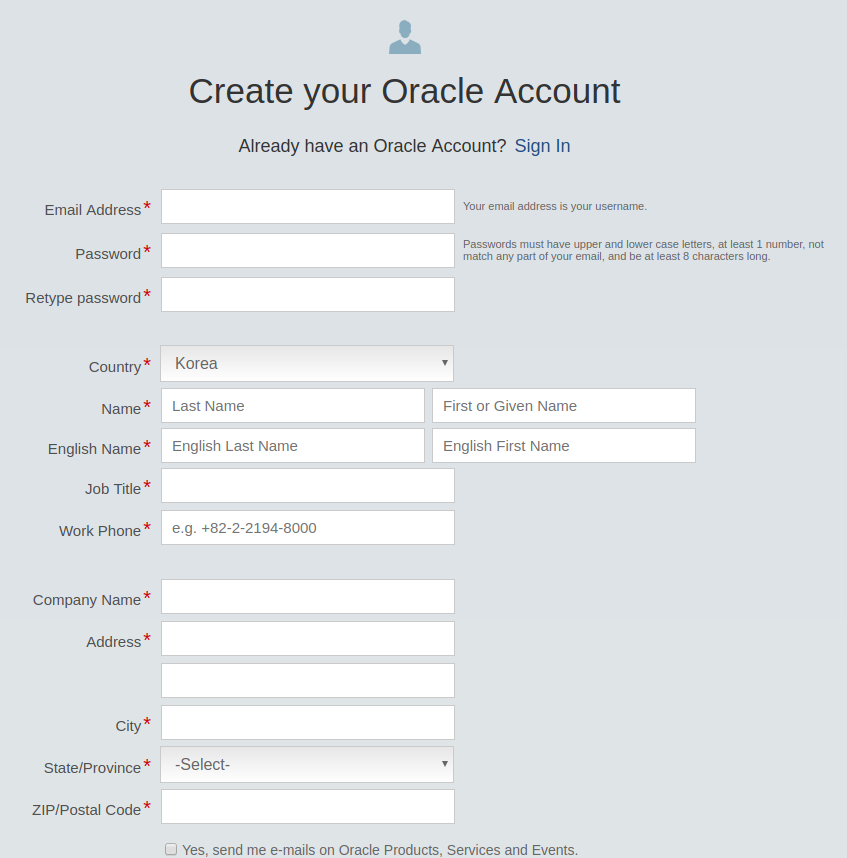 Create your Oracle Account
Already have an Oracle Account? Sign In
Email Address*
Your email address is your username.
Password*
Passwords must have upper and lower case letters, at least 1 number, not
match any part of your email, and be at least 8 characters long.
Retype password*
Country* Korea
Name* Last Name First or Given Name
English Name* English Last Name English First Name
Job Title*
Work Phone* e.g. +82-2-2194-8000
Company Name*
Address*
City*
State/Province* -Select-
ZIP/Postal Code*
Yes, send me e-mails on Oracle Products, Services and Events.